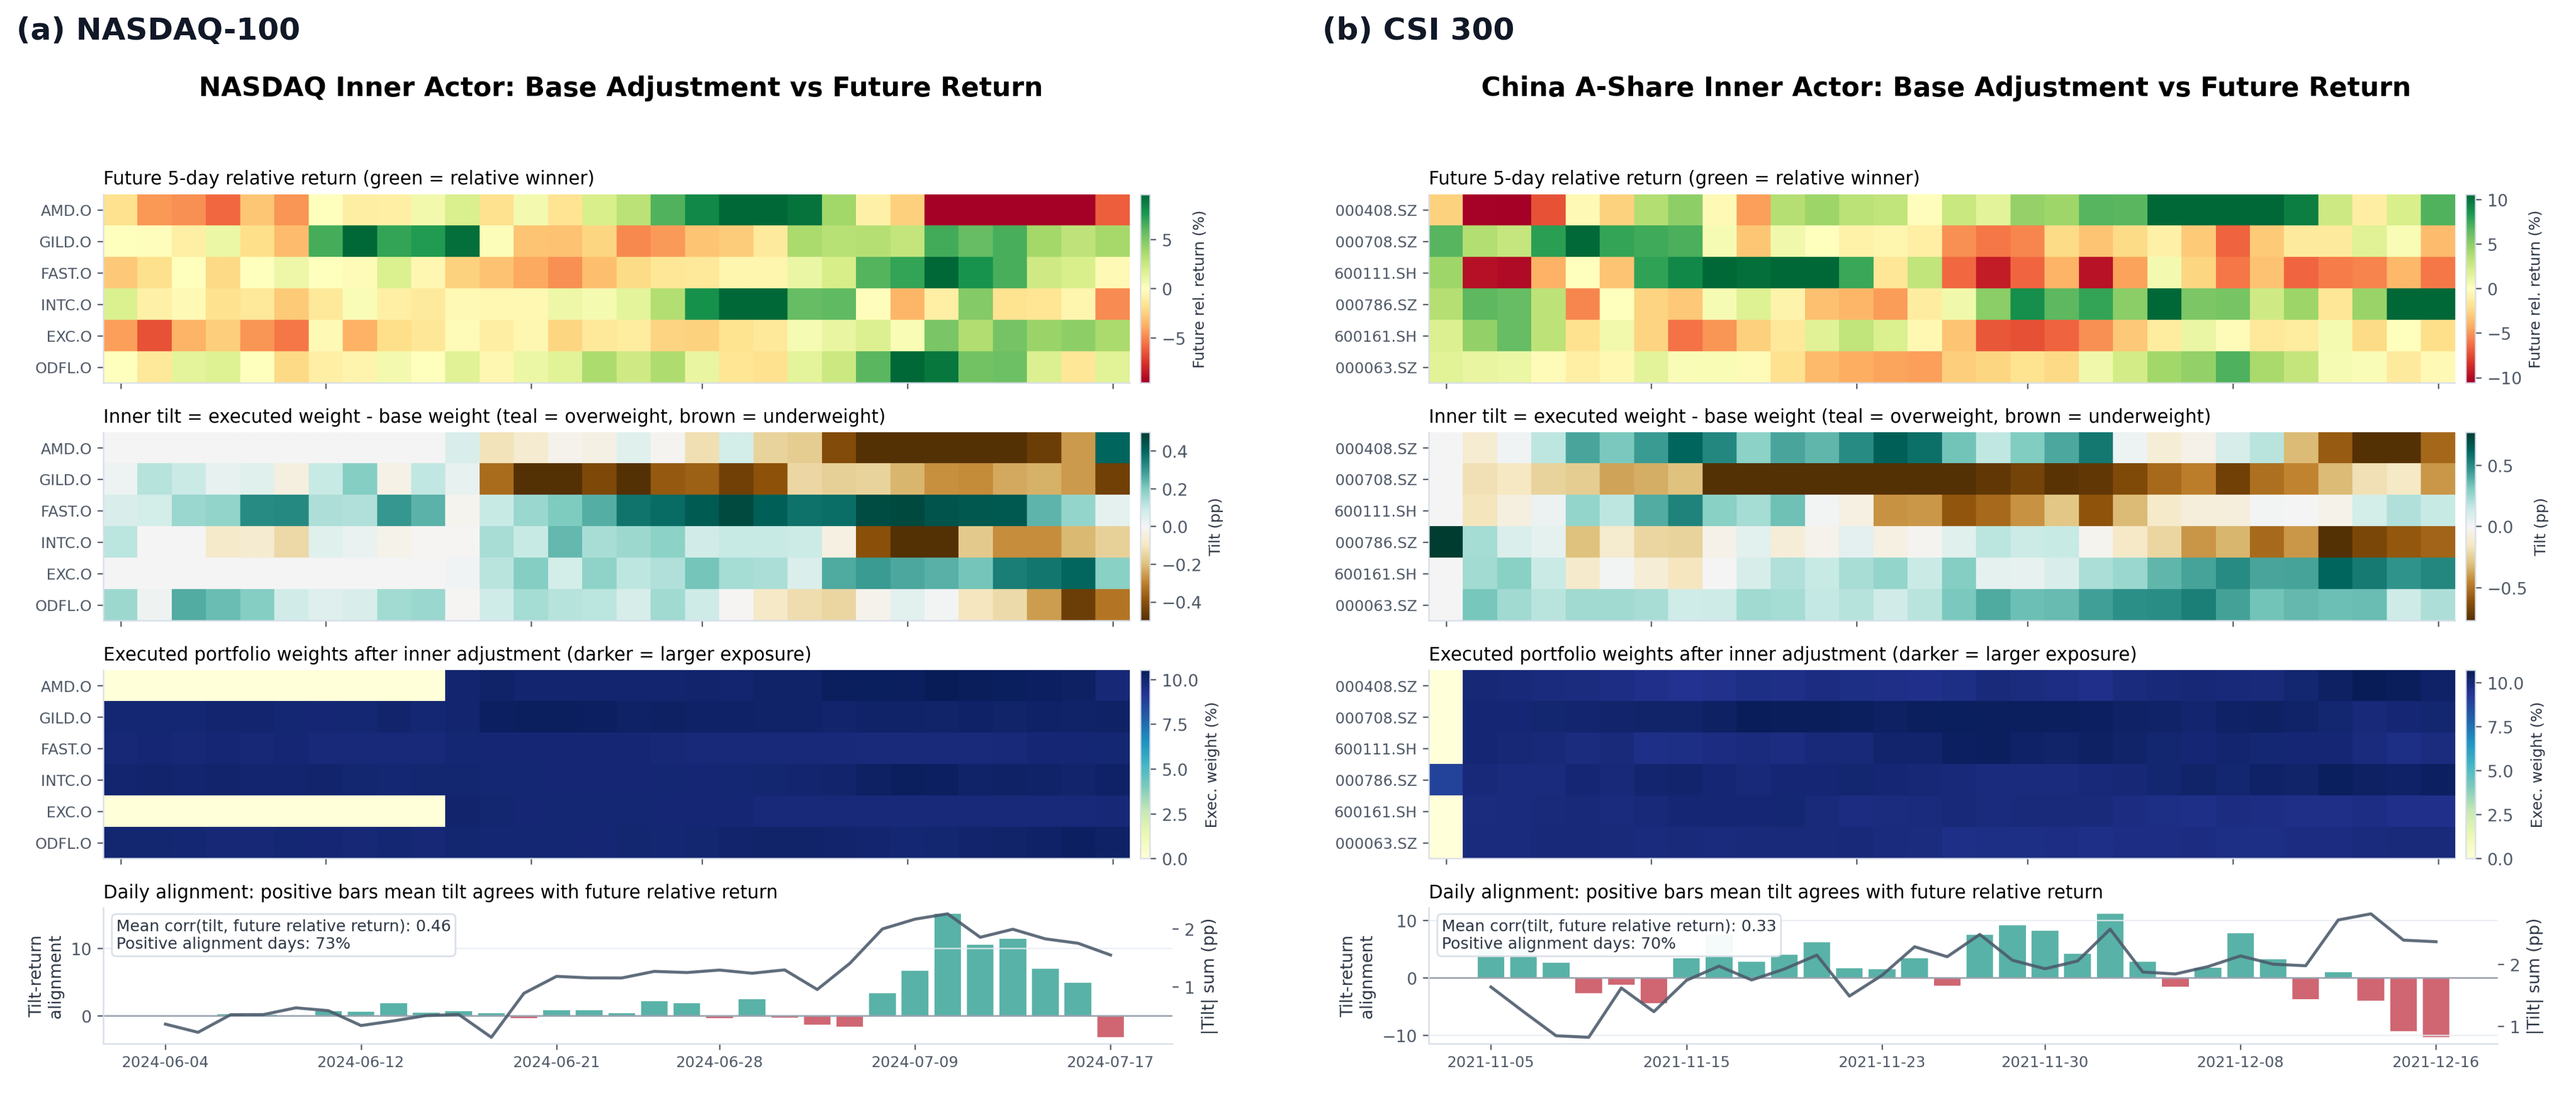 (a) NASDAQ-100
NASDAQ Inner Actor: Base Adjustment vs Future Return
Future 5-day relative return (green = relative winner)
AMD.O
GILD.O
FAST.O
INTC.O
EXC.O
ODFL.O
5
0
−5
Future rel. return (%)
Inner tilt = executed weight - base weight (teal = overweight, brown = underweight)
AMD.O
GILD.O
FAST.O
INTC.O
EXC.O
ODFL.O
0.4
0.2
0.0
−0.2
−0.4
Tilt (pp)
Executed portfolio weights after inner adjustment (darker = larger exposure)
AMD.O
GILD.O
FAST.O
INTC.O
EXC.O
ODFL.O
10.0
7.5
5.0
2.5
0.0
Exec. weight (%)
Daily alignment: positive bars mean tilt agrees with future relative return
Mean corr(tilt, future relative return): 0.46
Positive alignment days: 73%
Tilt-return
alignment
10
0
2
1
|Tilt| sum (pp)
2024-06-04
2024-06-12
2024-06-21
2024-06-28
2024-07-09
2024-07-17
(b) CSI 300
China A-Share Inner Actor: Base Adjustment vs Future Return
Future 5-day relative return (green = relative winner)
000408.SZ
000708.SZ
600111.SH
000786.SZ
600161.SH
000063.SZ
10
5
0
−5
−10
Future rel. return (%)
Inner tilt = executed weight - base weight (teal = overweight, brown = underweight)
000408.SZ
000708.SZ
600111.SH
000786.SZ
600161.SH
000063.SZ
0.5
0.0
−0.5
Tilt (pp)
Executed portfolio weights after inner adjustment (darker = larger exposure)
000408.SZ
000708.SZ
600111.SH
000786.SZ
600161.SH
000063.SZ
10.0
7.5
5.0
2.5
0.0
Exec. weight (%)
Daily alignment: positive bars mean tilt agrees with future relative return
Mean corr(tilt, future relative return): 0.33
Positive alignment days: 70%
Tilt-return
alignment
10
0
−10
2
1
|Tilt| sum (pp)
2021-11-05
2021-11-15
2021-11-23
2021-11-30
2021-12-08
2021-12-16